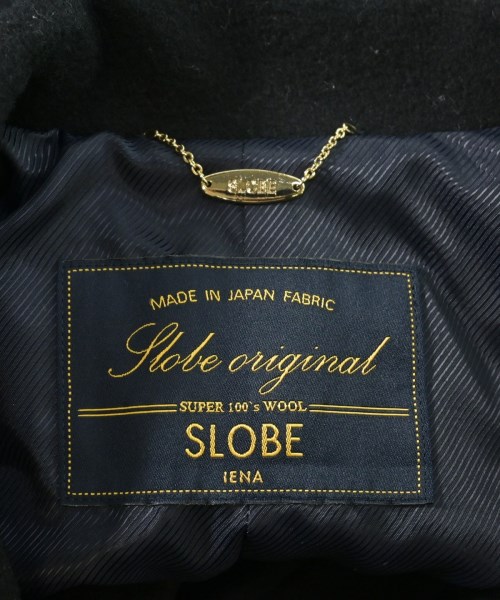 SLOBE
MADE IN JAPAN FABRIC
Slobe original
SUPER 100's WOOL
SLOBE
IENA